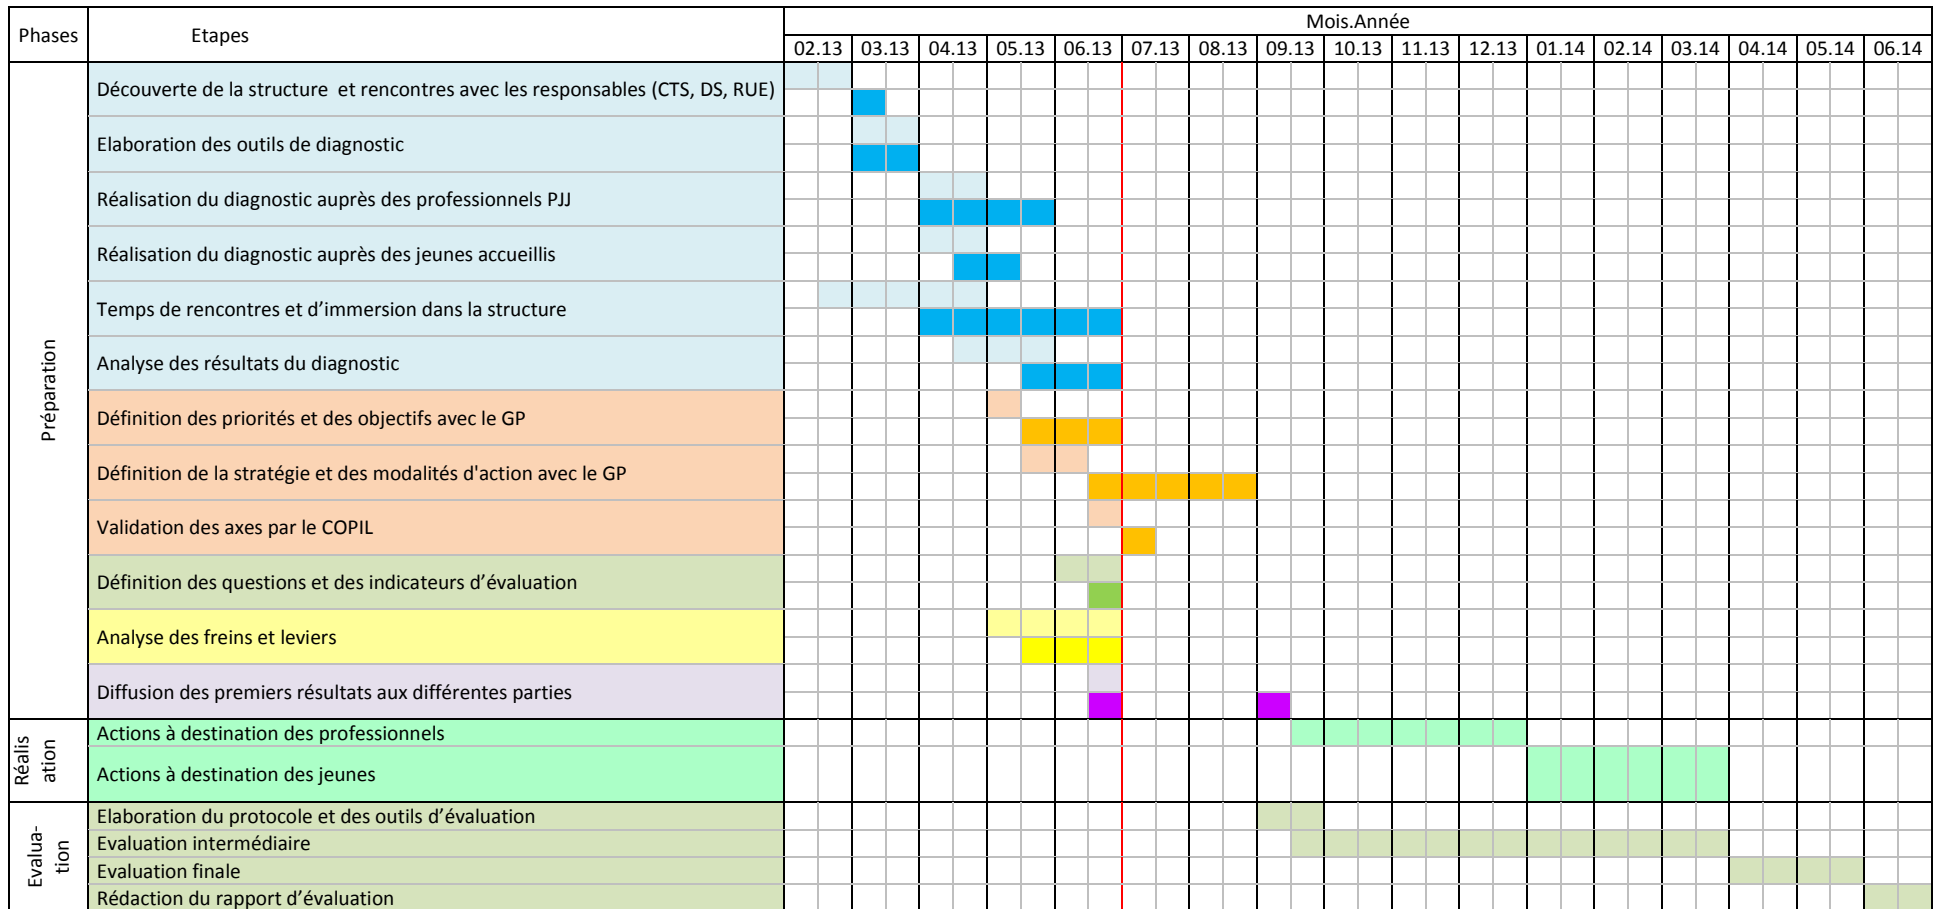 Phases
Etapes
Mois.Année
02.13 03.13 04.13 05.13 06.13 07.13 08.13 09.13 10.13 11.13 12.13 01.14 02.14 03.14 04.14 05.14 06.14
Préparation
Découverte de la structure et rencontres avec les responsables (CTS, DS, RUE)
Elaboration des outils de diagnostic
Réalisation du diagnostic auprès des professionnels PJJ
Réalisation du diagnostic auprès des jeunes accueillis
Temps de rencontres et d’immersion dans la structure
Analyse des résultats du diagnostic
Définition des priorités et des objectifs avec le GP
Définition de la stratégie et des modalités d'action avec le GP
Validation des axes par le COPIL
Définition des questions et des indicateurs d’évaluation
Analyse des freins et leviers
Diffusion des premiers résultats aux différentes parties
Réalis
ation
Actions à destination des professionnels
Actions à destination des jeunes
Evalua-
tion
Elaboration du protocole et des outils d’évaluation
Evaluation intermédiaire
Evaluation finale
Rédaction du rapport d’évaluation